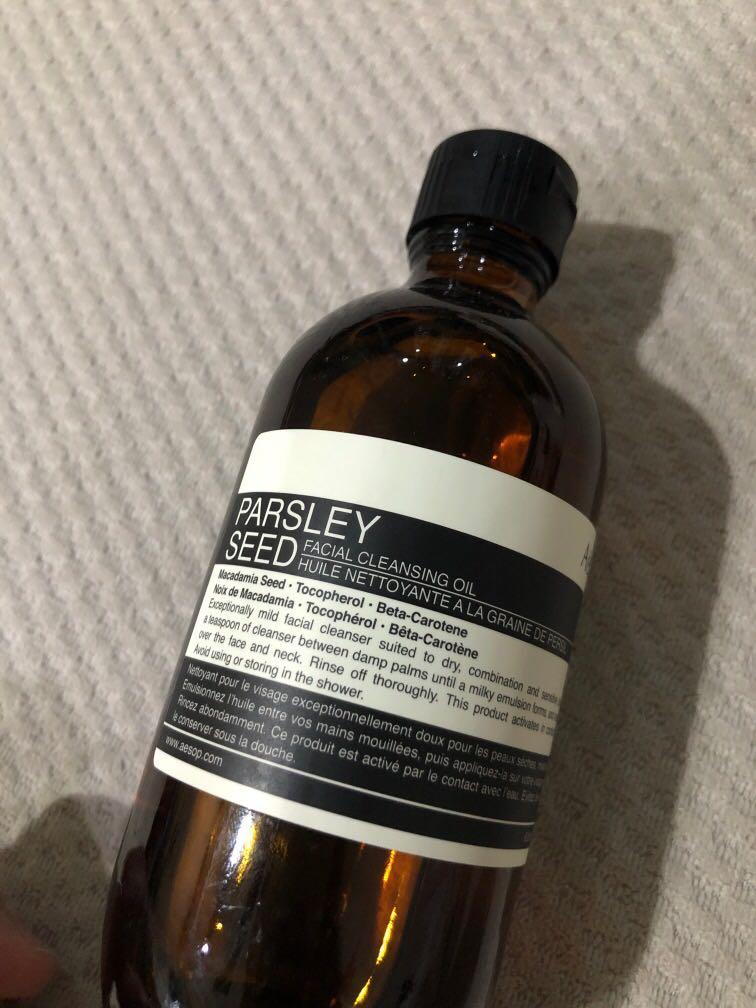 PARSLEY
SEED FACIAL CLEANSING OIL
HUILE NETTOYANTE À LA GRAINE DE PERSIL
Macadamia Seed · Tocopherol · Beta-Carotene
Noix de Macadamia · Tocophérol · Bêta-Carotène
Exceptionally mild facial cleanser suited to dry, combination and sensitive
a teaspoon of cleanser between damp palms until a milky emulsion forms and
over the face and neck. Rinse off thoroughly. This product activates in
Avoid using or storing in the shower.
Nettoyant pour le visage exceptionnellement doux pour les peaux sèches,
Emulsionnez l'huile entre vos mains mouillées, puis appliquez-la sur votre
Rincez abondamment. Ce produit est activé par le contact avec l'eau.
le conserver sous la douche.
www.aesop.com